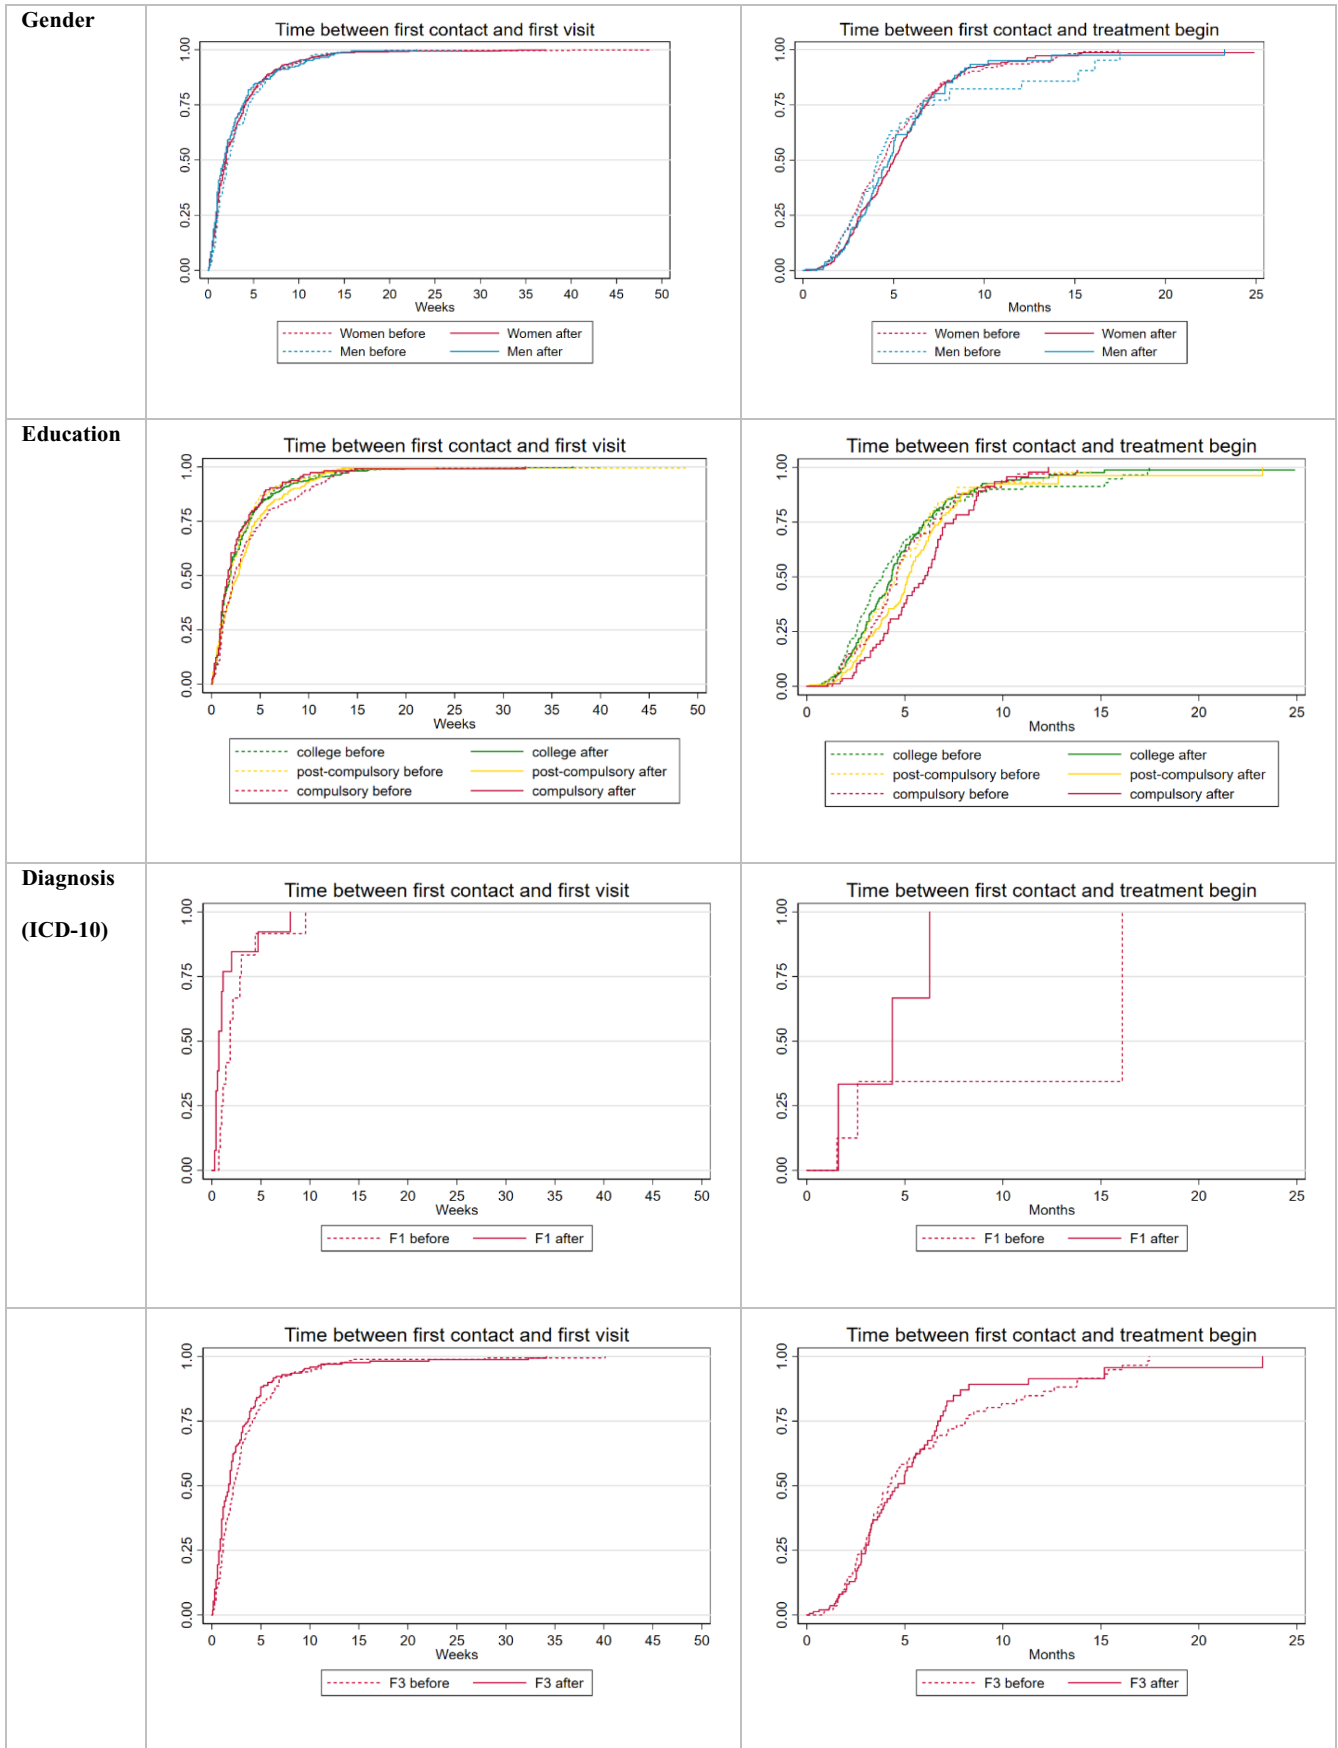 Gender
Time between first contact and first visit
1.00
0.75
0.50
0.25
0.00
0 5 10 15 20 25 30 35 40 45 50
Weeks
Women before Women after
Men before Men after
Time between first contact and treatment begin
1.00
0.75
0.50
0.25
0.00
0 5 10 15 20 25
Months
Women before Women after
Men before Men after
Education
Time between first contact and first visit
1.00
0.75
0.50
0.25
0.00
0 5 10 15 20 25 30 35 40 45 50
Weeks
college before college after
post-compulsory before post-compulsory after
compulsory before compulsory after
Time between first contact and treatment begin
1.00
0.75
0.50
0.25
0.00
0 5 10 15 20 25
Months
college before college after
post-compulsory before post-compulsory after
compulsory before compulsory after
Diagnosis
(ICD-10)
Time between first contact and first visit
1.00
0.75
0.50
0.25
0.00
0 5 10 15 20 25 30 35 40 45 50
Weeks
F1 before F1 after
Time between first contact and treatment begin
1.00
0.75
0.50
0.25
0.00
0 5 10 15 20 25
Months
F1 before F1 after
Time between first contact and first visit
1.00
0.75
0.50
0.25
0.00
0 5 10 15 20 25 30 35 40 45 50
Weeks
F3 before F3 after
Time between first contact and treatment begin
1.00
0.75
0.50
0.25
0.00
0 5 10 15 20 25
Months
F3 before F3 after